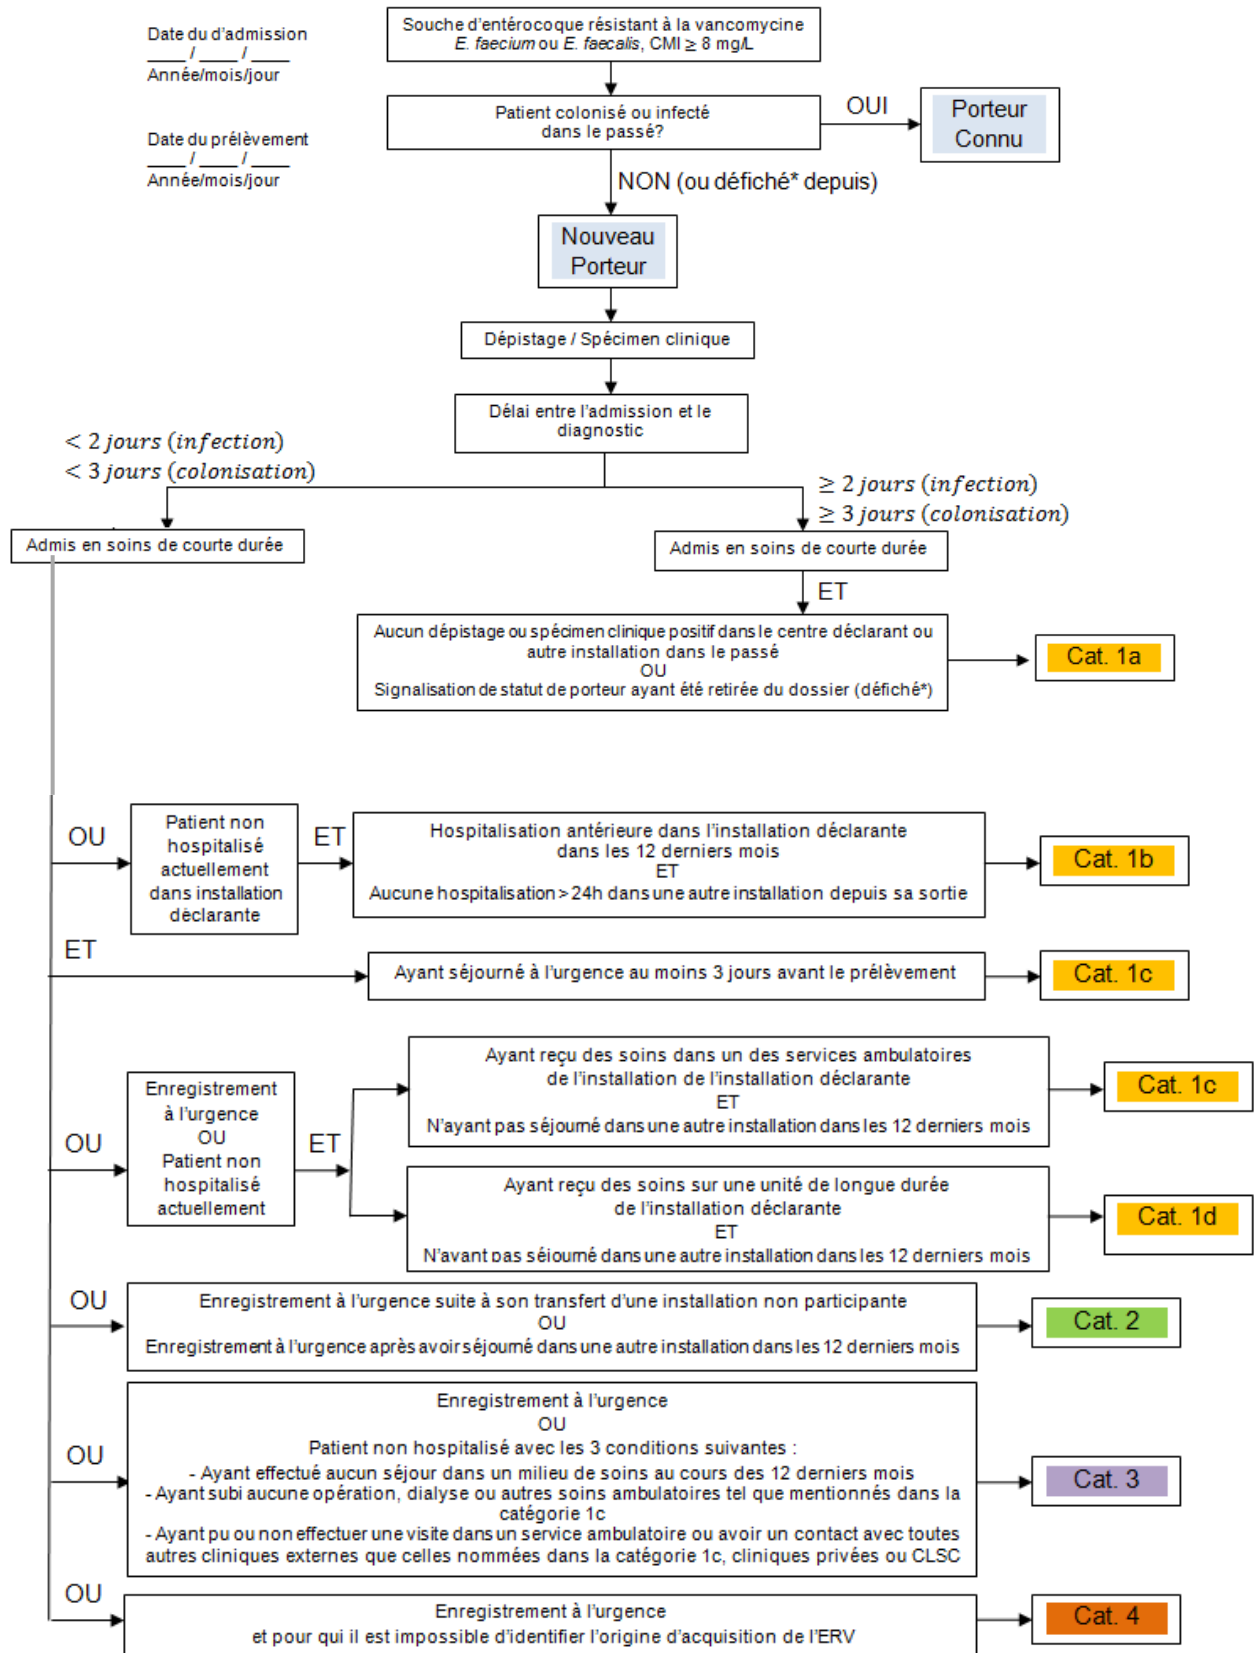 Date du d'admission
____ / ____ / ____
Année/mois/jour
Souche d'entérocoque résistant à la vancomycine
E. faecium ou E. faecalis, CMI ≥ 8 mg/L
Patient colonisé ou infecté
dans le passé?
OUI
Porteur
Connu
Date du prélèvement
____ / ____ / ____
Année/mois/jour
NON (ou défiché* depuis)
Nouveau
Porteur
Dépistage / Spécimen clinique
Délai entre l'admission et le
diagnostic
< 2 jours (infection)
< 3 jours (colonisation)
≥ 2 jours (infection)
≥ 3 jours (colonisation)
Admis en soins de courte durée
Admis en soins de courte durée
ET
Aucun dépistage ou spécimen clinique positif dans le centre déclarant ou
autre installation dans le passé
OU
Signalisation de statut de porteur ayant été retirée du dossier (défiché*)
Cat. 1a
OU
Patient non
hospitalisé
actuellement
dans installation
déclarante
ET
Hospitalisation antérieure dans l'installation déclarante
dans les 12 derniers mois
ET
Aucune hospitalisation > 24h dans une autre installation depuis sa sortie
Cat. 1b
ET
Ayant séjourné à l'urgence au moins 3 jours avant le prélèvement
Cat. 1c
OU
Enregistrement
à l'urgence
OU
Patient non
hospitalisé
actuellement
ET
Ayant reçu des soins dans un des services ambulatoires
de l'installation de l'installation déclarante
ET
N'ayant pas séjourné dans une autre installation dans les 12 derniers mois
Cat. 1c
Ayant reçu des soins sur une unité de longue durée
de l'installation déclarante
ET
N'ayant pas séjourné dans une autre installation dans les 12 derniers mois
Cat. 1d
OU
Enregistrement à l'urgence suite à son transfert d'une installation non participante
OU
Enregistrement à l'urgence après avoir séjourné dans une autre installation dans les 12 derniers mois
Cat. 2
OU
Enregistrement à l'urgence
OU
Patient non hospitalisé avec les 3 conditions suivantes :
- Ayant effectué aucun séjour dans un milieu de soins au cours des 12 derniers mois
- Ayant subi aucune opération, dialyse ou autres soins ambulatoires tel que mentionnés dans la
catégorie 1c
- Ayant pu ou non effectuer une visite dans un service ambulatoire ou avoir un contact avec toutes
autres cliniques externes que celles nommées dans la catégorie 1c, cliniques privées ou CLSC
Cat. 3
OU
Enregistrement à l'urgence
et pour qui il est impossible d'identifier l'origine d'acquisition de l'ERV
Cat. 4